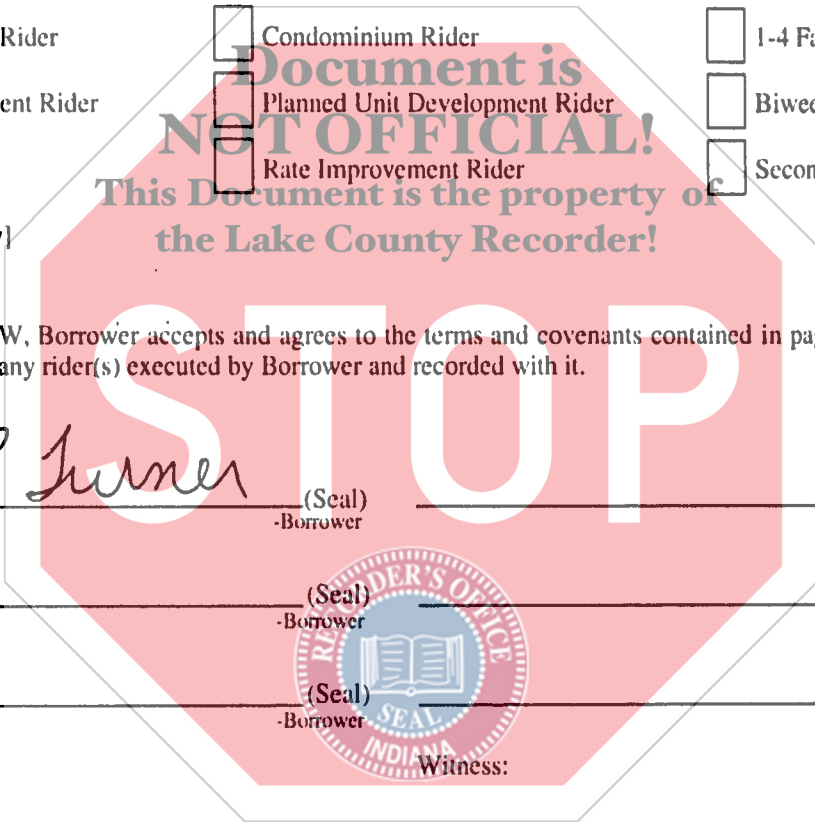 Rider Condominium Rider 1-4 Fa
Document is
ent Rider Planned Unit Development Rider Biwee
NOT OFFICIAL!
Rate Improvement Rider Secon
This Document is the property of
the Lake County Recorder!
W, Borrower accepts and agrees to the terms and covenants contained in pag
any rider(s) executed by Borrower and recorded with it.
STOP
Turner (Seal)
-Borrower
(Seal)
-Borrower
(Seal)
-Borrower
RECORDER'S OFFICE
SEAL
INDIANA
Witness: